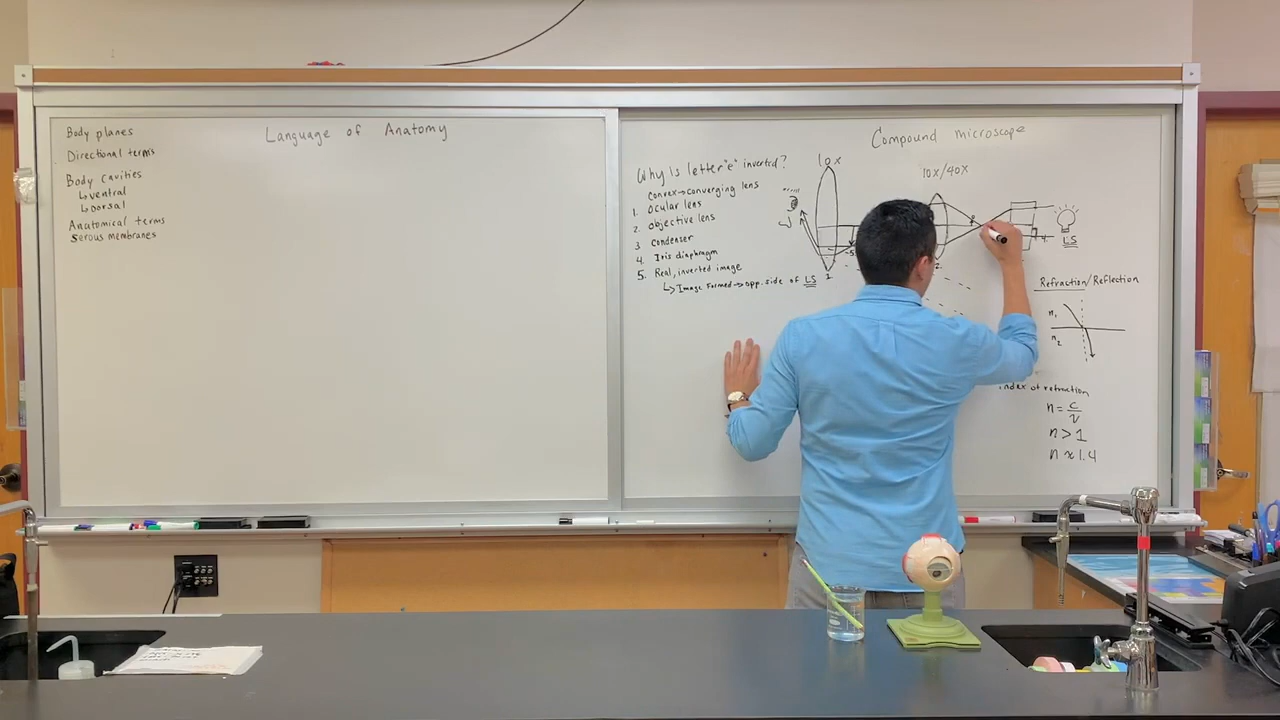 Body planes
Directional terms
Body cavities
↳ventral
↳Dorsal
Anatomical terms
Serous membranes
Language of Anatomy
Compound microscope
Why is letter "e" inverted?
Convex→converging lens
1. Ocular lens
2. objective lens
3 Condenser
4. Iris diaphragm
5. Real, inverted image
↳Image formed→opp. side of LS
10x
10x/40x
1
2
LS
Refraction/Reflection
n₁
n₂
index of refraction
n = c/v
n > 1
n ≈ 1.4